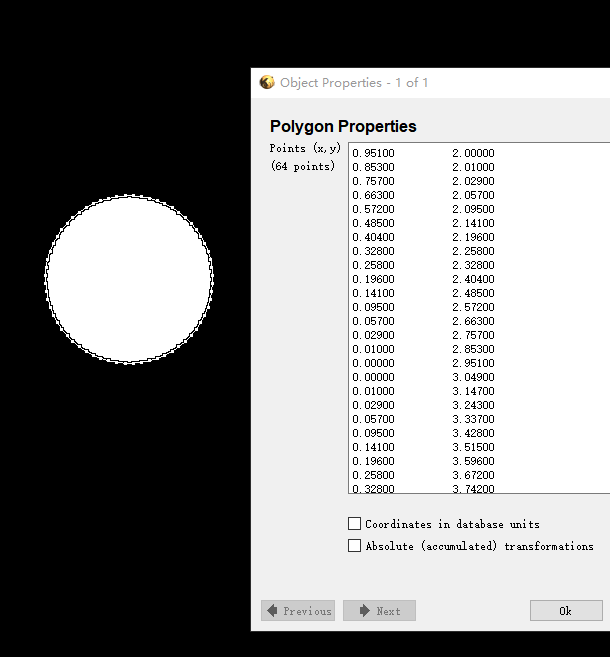 Object Properties - 1 of 1
Polygon Properties
Points (x,y)
(64 points)
0.95100 2.00000
0.85300 2.01000
0.75700 2.02900
0.66300 2.05700
0.57200 2.09500
0.48500 2.14100
0.40400 2.19600
0.32800 2.25800
0.25800 2.32800
0.19600 2.40400
0.14100 2.48500
0.09500 2.57200
0.05700 2.66300
0.02900 2.75700
0.01000 2.85300
0.00000 2.95100
0.00000 3.04900
0.01000 3.14700
0.02900 3.24300
0.05700 3.33700
0.09500 3.42800
0.14100 3.51500
0.19600 3.59600
0.25800 3.67200
0.32800 3.74200
Coordinates in database units
Absolute (accumulated) transformations
Previous
Next
Ok